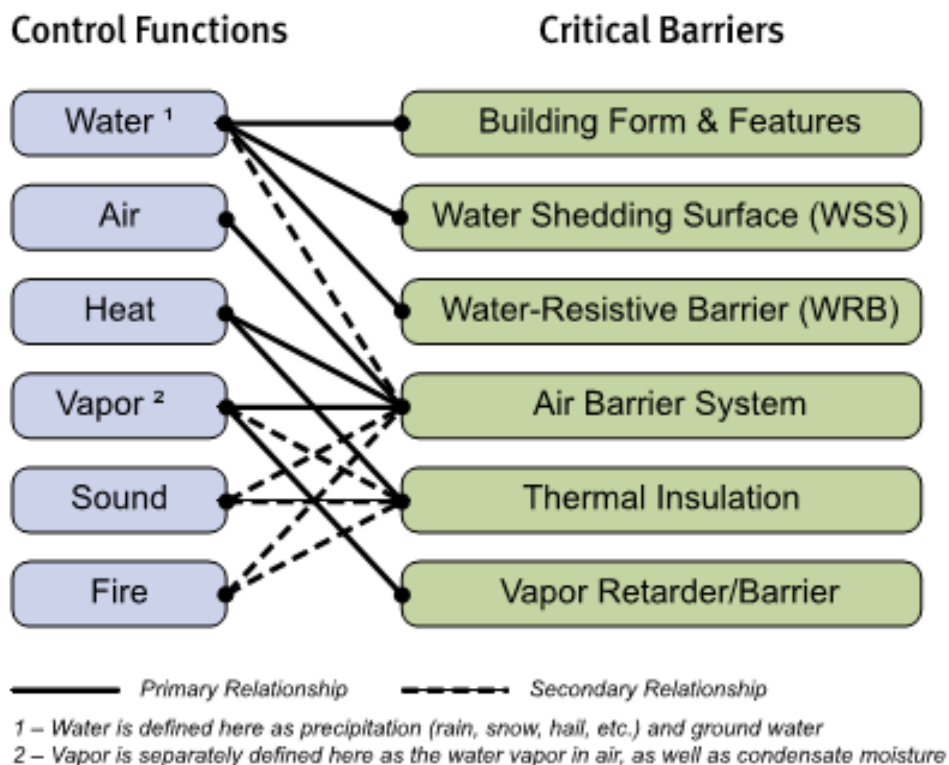 Control Functions
Critical Barriers
Water ¹
Building Form & Features
Air
Water Shedding Surface (WSS)
Heat
Water-Resistive Barrier (WRB)
Vapor ²
Air Barrier System
Sound
Thermal Insulation
Fire
Vapor Retarder/Barrier
Primary Relationship
Secondary Relationship
1 – Water is defined here as precipitation (rain, snow, hail, etc.) and ground water
2 – Vapor is separately defined here as the water vapor in air, as well as condensate moisture